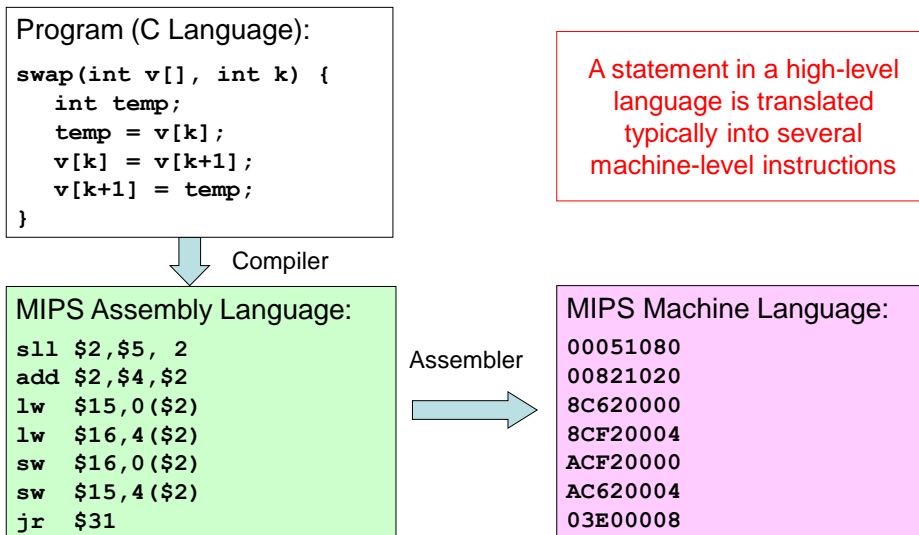 Program (C Language):
swap(int v[], int k) {
int temp;
temp = v[k];
v[k] = v[k+1];
v[k+1] = temp;
}
A statement in a high-level
language is translated
typically into several
machine-level instructions
Compiler
MIPS Assembly Language:
sll $2,$5, 2
add $2,$4,$2
lw $15,0($2)
lw $16,4($2)
sw $16,0($2)
sw $15,4($2)
jr $31
Assembler
MIPS Machine Language:
00051080
00821020
8C620000
8CF20004
ACF20000
AC620004
03E00008